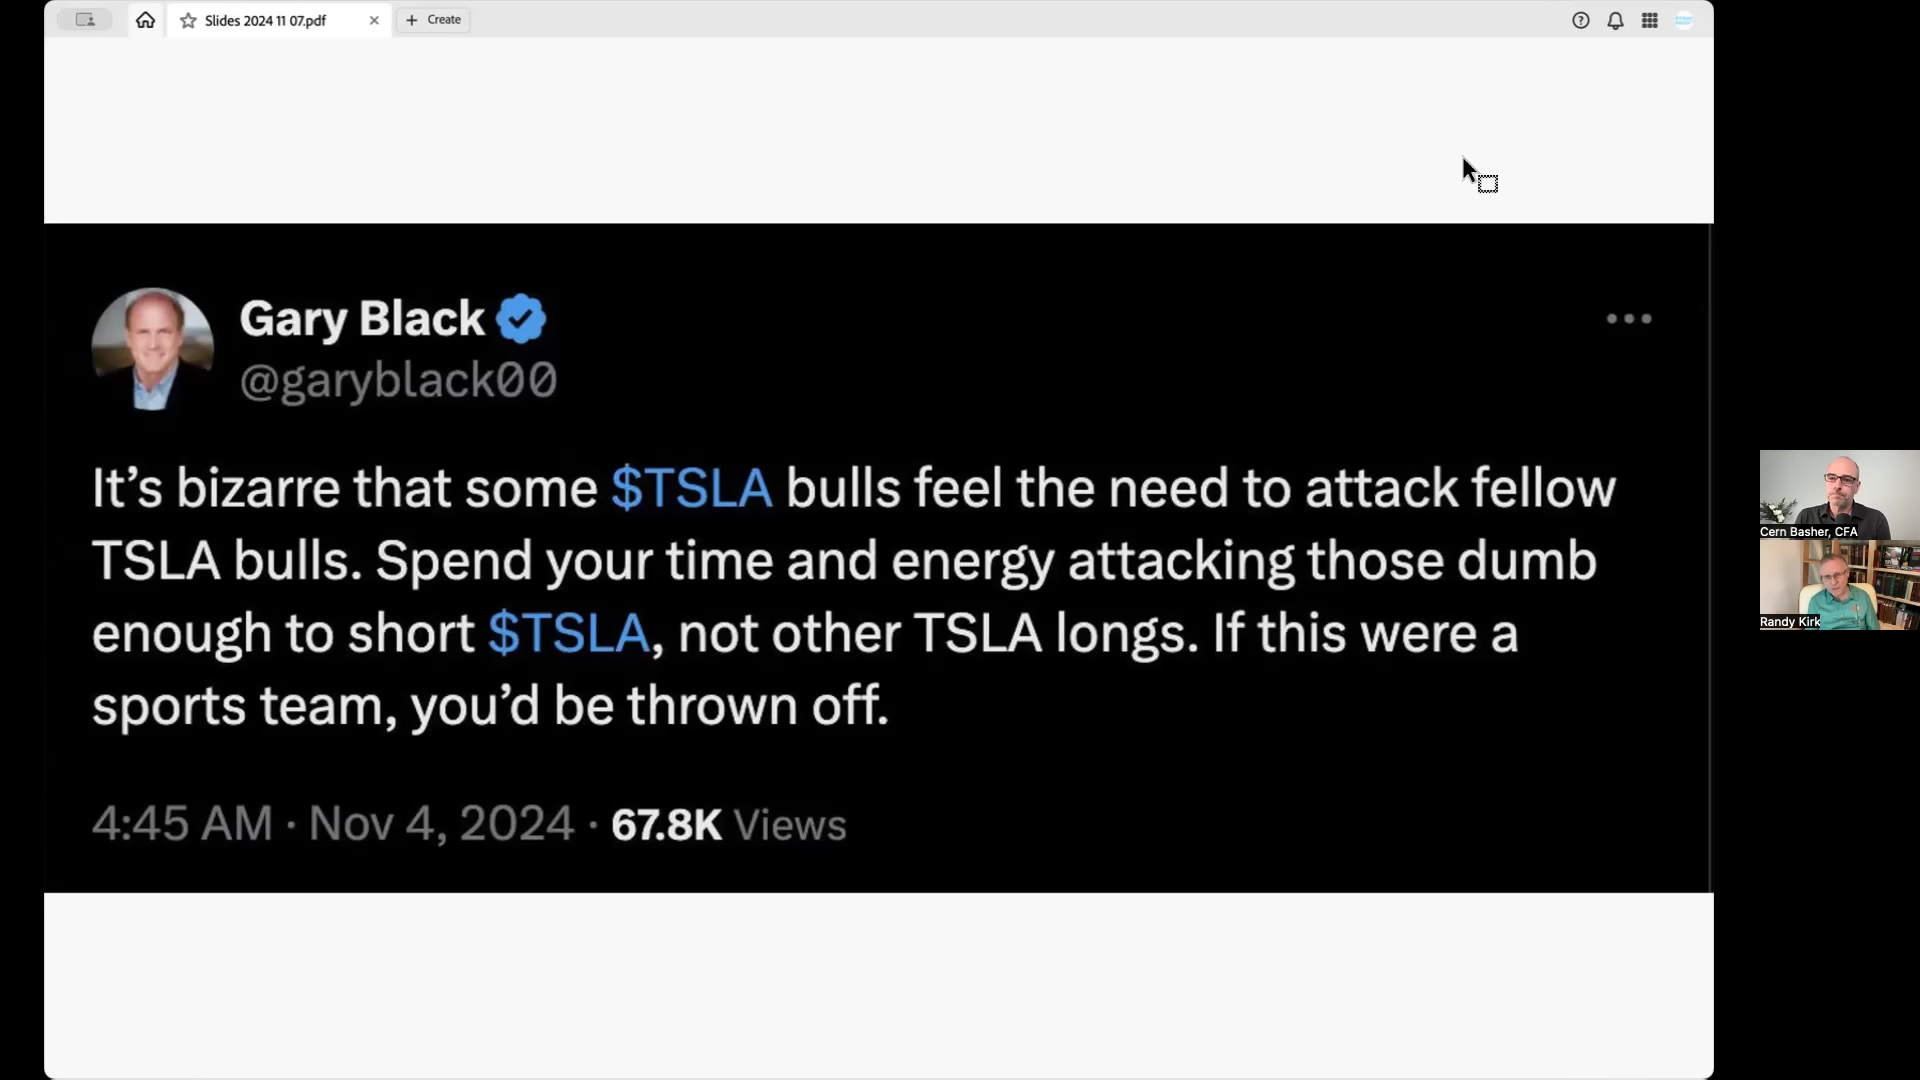 Slides 2024 11 07.pdf
Create
Gary Black
@garyblack00
It’s bizarre that some $TSLA bulls feel the need to attack fellow
TSLA bulls. Spend your time and energy attacking those dumb
enough to short $TSLA, not other TSLA longs. If this were a
sports team, you’d be thrown off.
4:45 AM · Nov 4, 2024 · 67.8K Views
Cern Basher, CFA
Randy Kirk